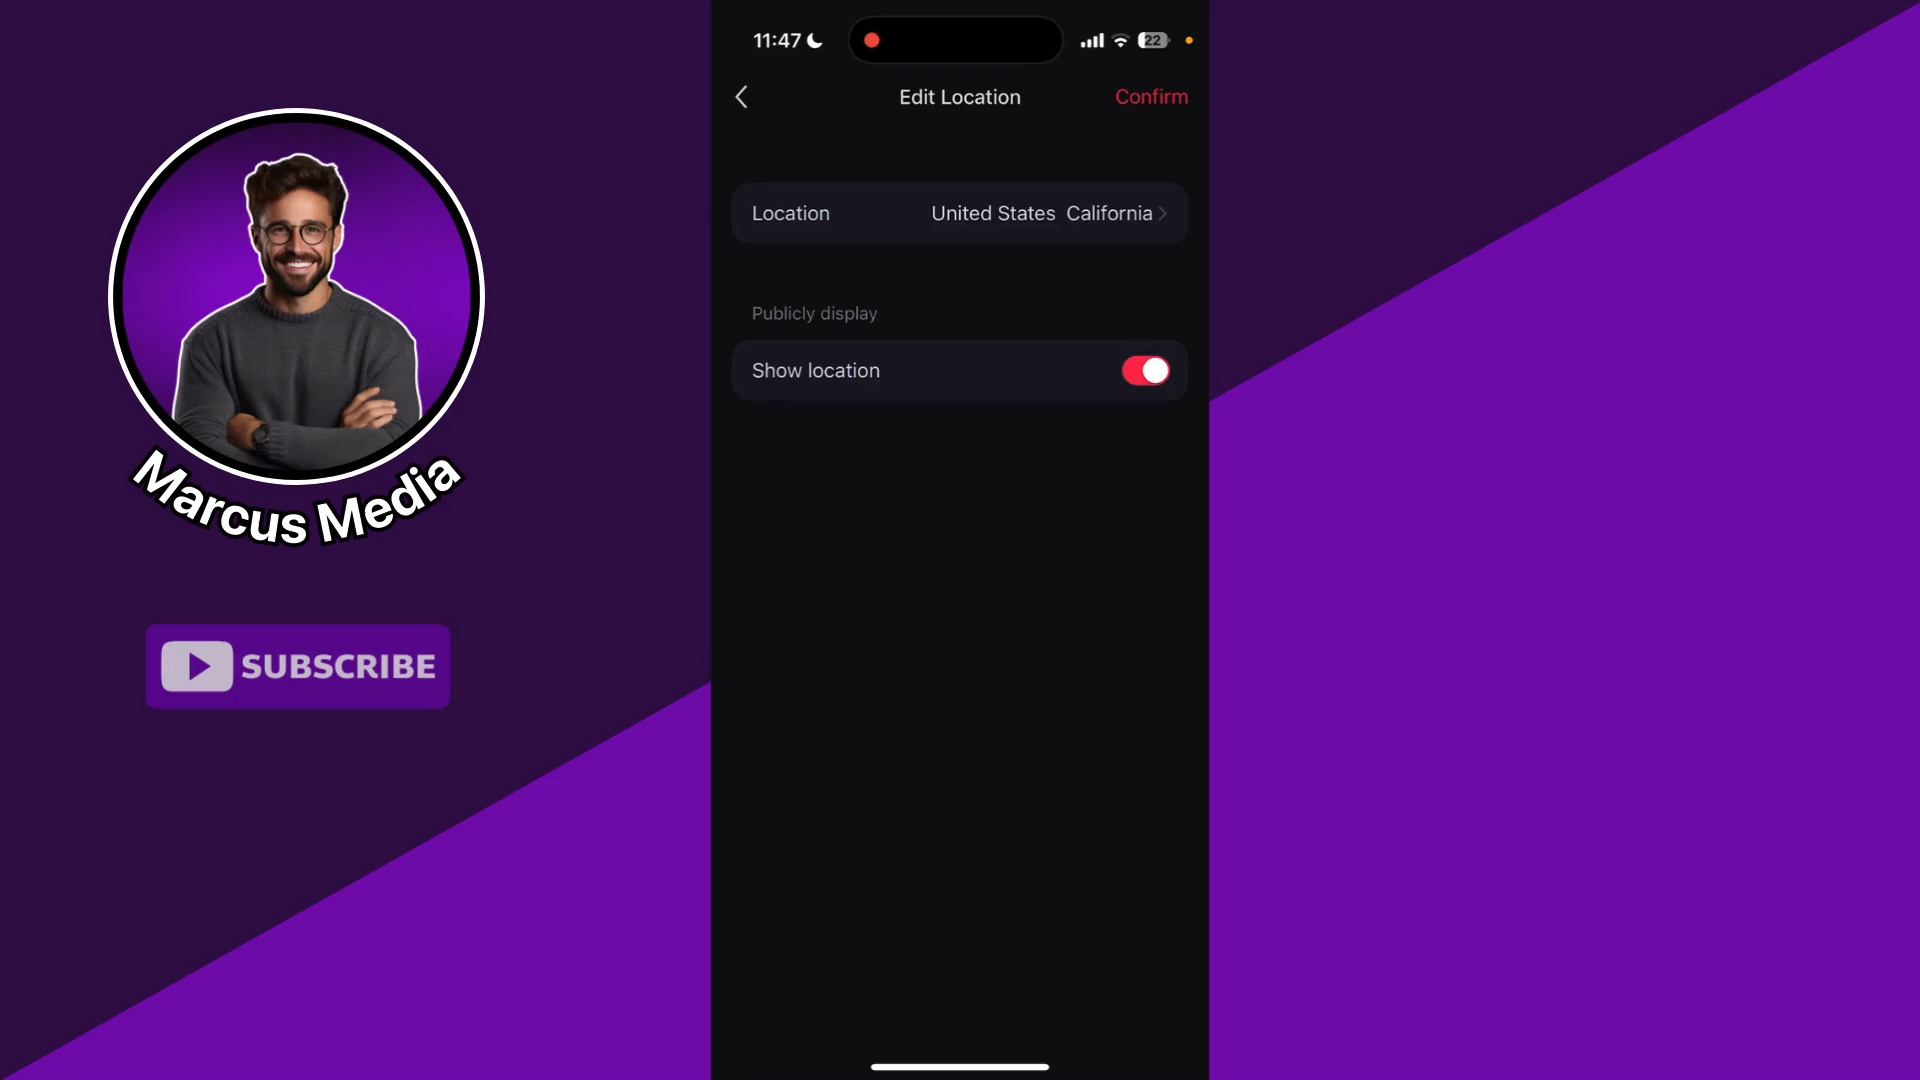 11:47
22
Edit Location
Confirm
Location
United States California
Publicly display
Show location
Marcus Media
SUBSCRIBE